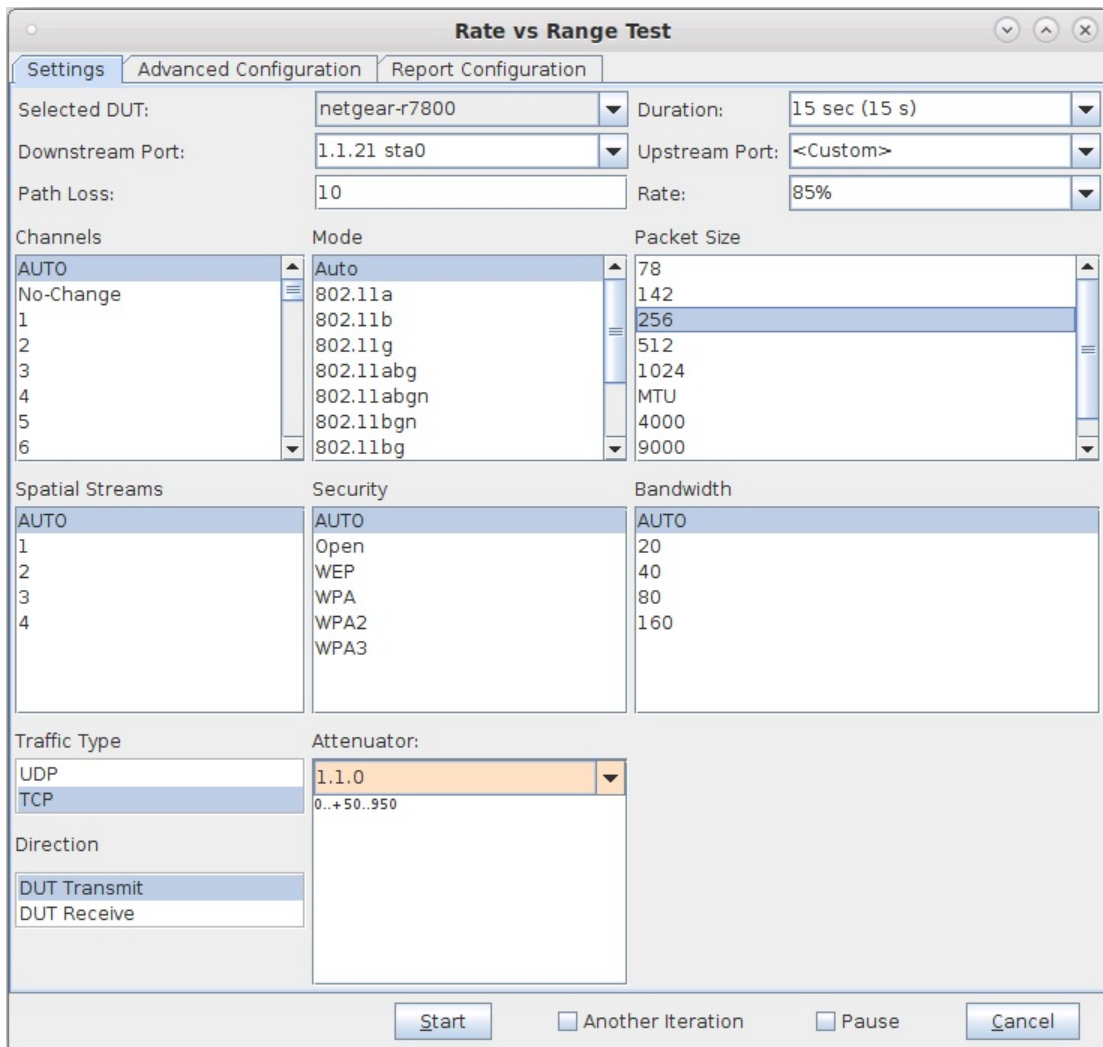 Rate vs Range Test
Settings
Advanced Configuration
Report Configuration
Selected DUT:
netgear-r7800
Duration:
15 sec (15 s)
Downstream Port:
1.1.21 sta0
Upstream Port:
<Custom>
Path Loss:
10
Rate:
85%
Channels
AUTO
No-Change
1
2
3
4
5
6
Mode
Auto
802.11a
802.11b
802.11g
802.11abg
802.11abgn
802.11bgn
802.11bg
Packet Size
78
142
256
512
1024
MTU
4000
9000
Spatial Streams
AUTO
1
2
3
4
Security
AUTO
Open
WEP
WPA
WPA2
WPA3
Bandwidth
AUTO
20
40
80
160
Traffic Type
UDP
TCP
Direction
DUT Transmit
DUT Receive
Attenuator:
1.1.0
0..+50..950
Start
Another Iteration
Pause
Cancel